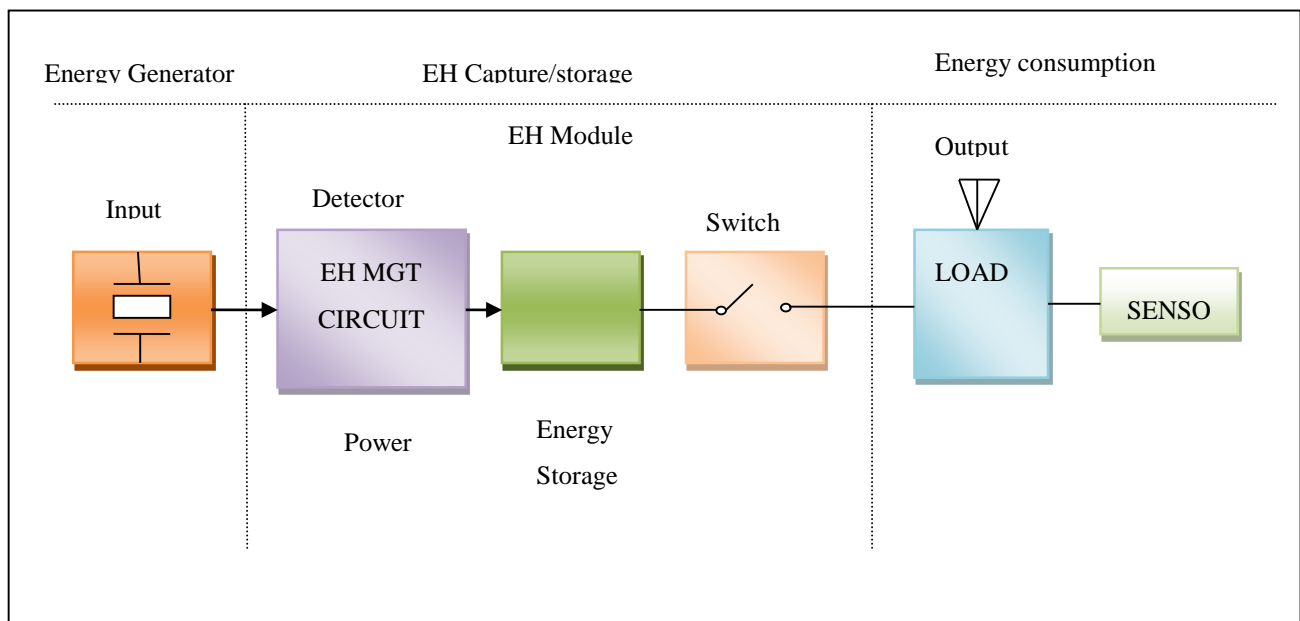 Energy Generator
EH Capture/storage
Energy consumption
EH Module
Output
Input
Detector
Switch
EH MGT
CIRCUIT
LOAD
SENSO
Power
Energy
Storage